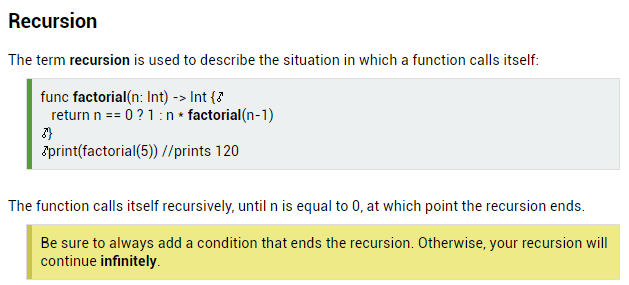 Recursion
The term recursion is used to describe the situation in which a function calls itself:
func factorial(n: Int) -> Int {
return n == 0 ? 1 : n * factorial(n-1)
}
print(factorial(5)) //prints 120
The function calls itself recursively, until n is equal to 0, at which point the recursion ends.
Be sure to always add a condition that ends the recursion. Otherwise, your recursion will
continue infinitely.